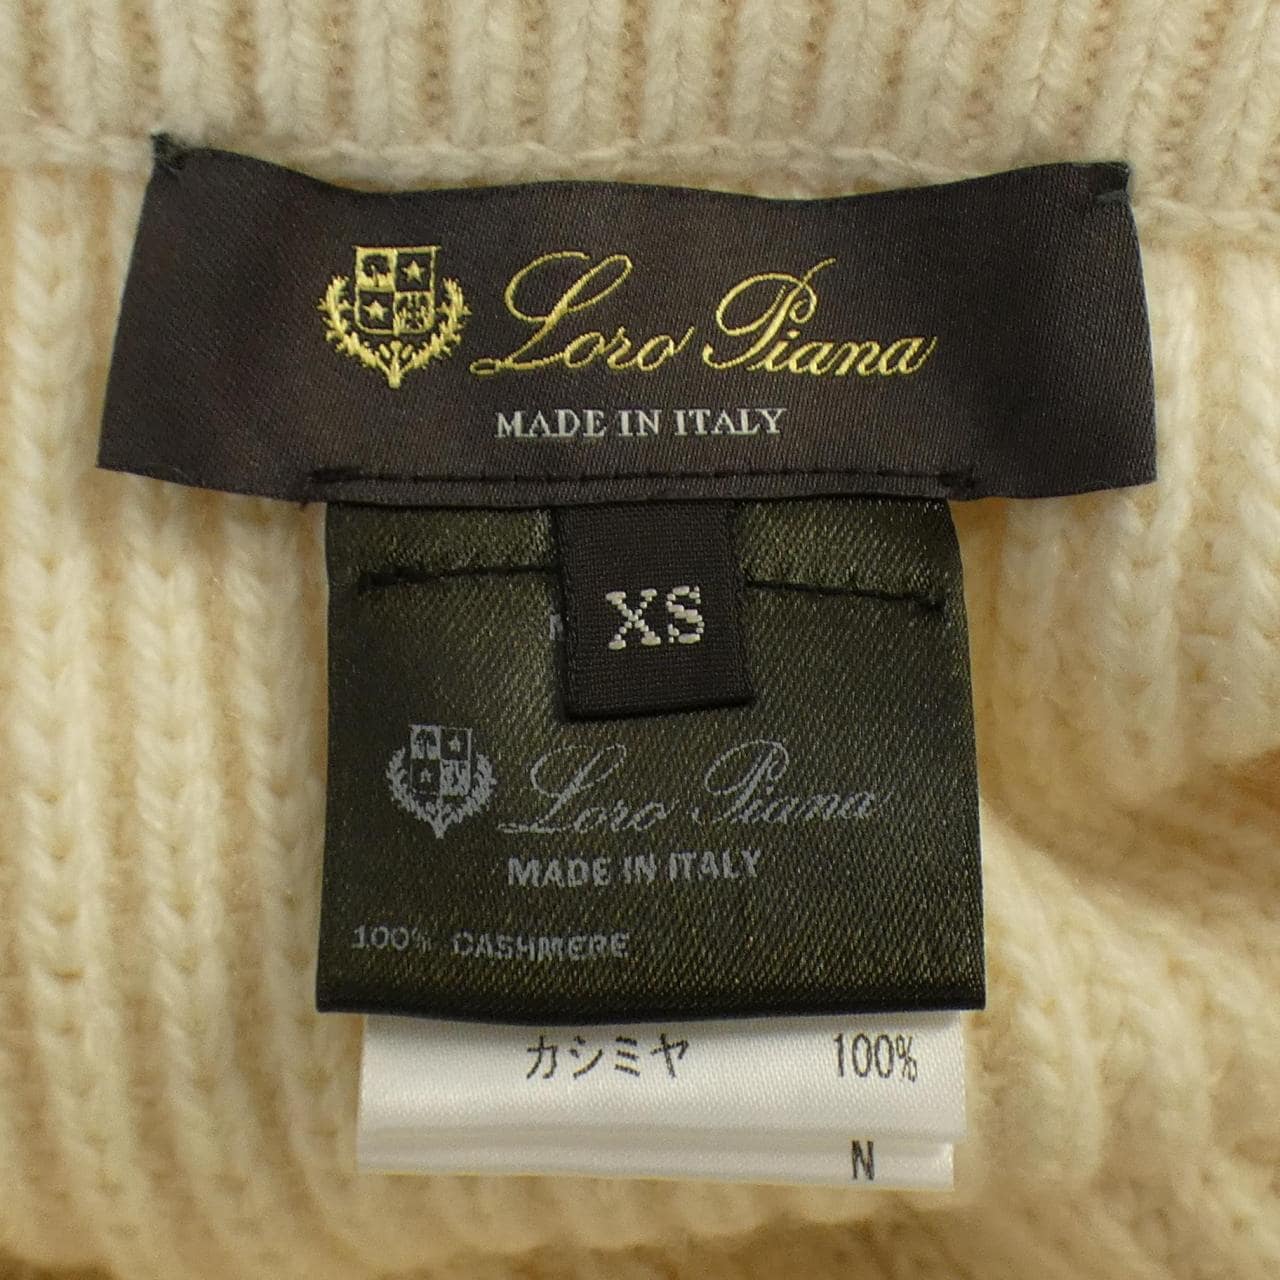 Loro Piana
MADE IN ITALY
XS
Loro Piana
MADE IN ITALY
100% CASHMERE
カシミヤ 100%
N